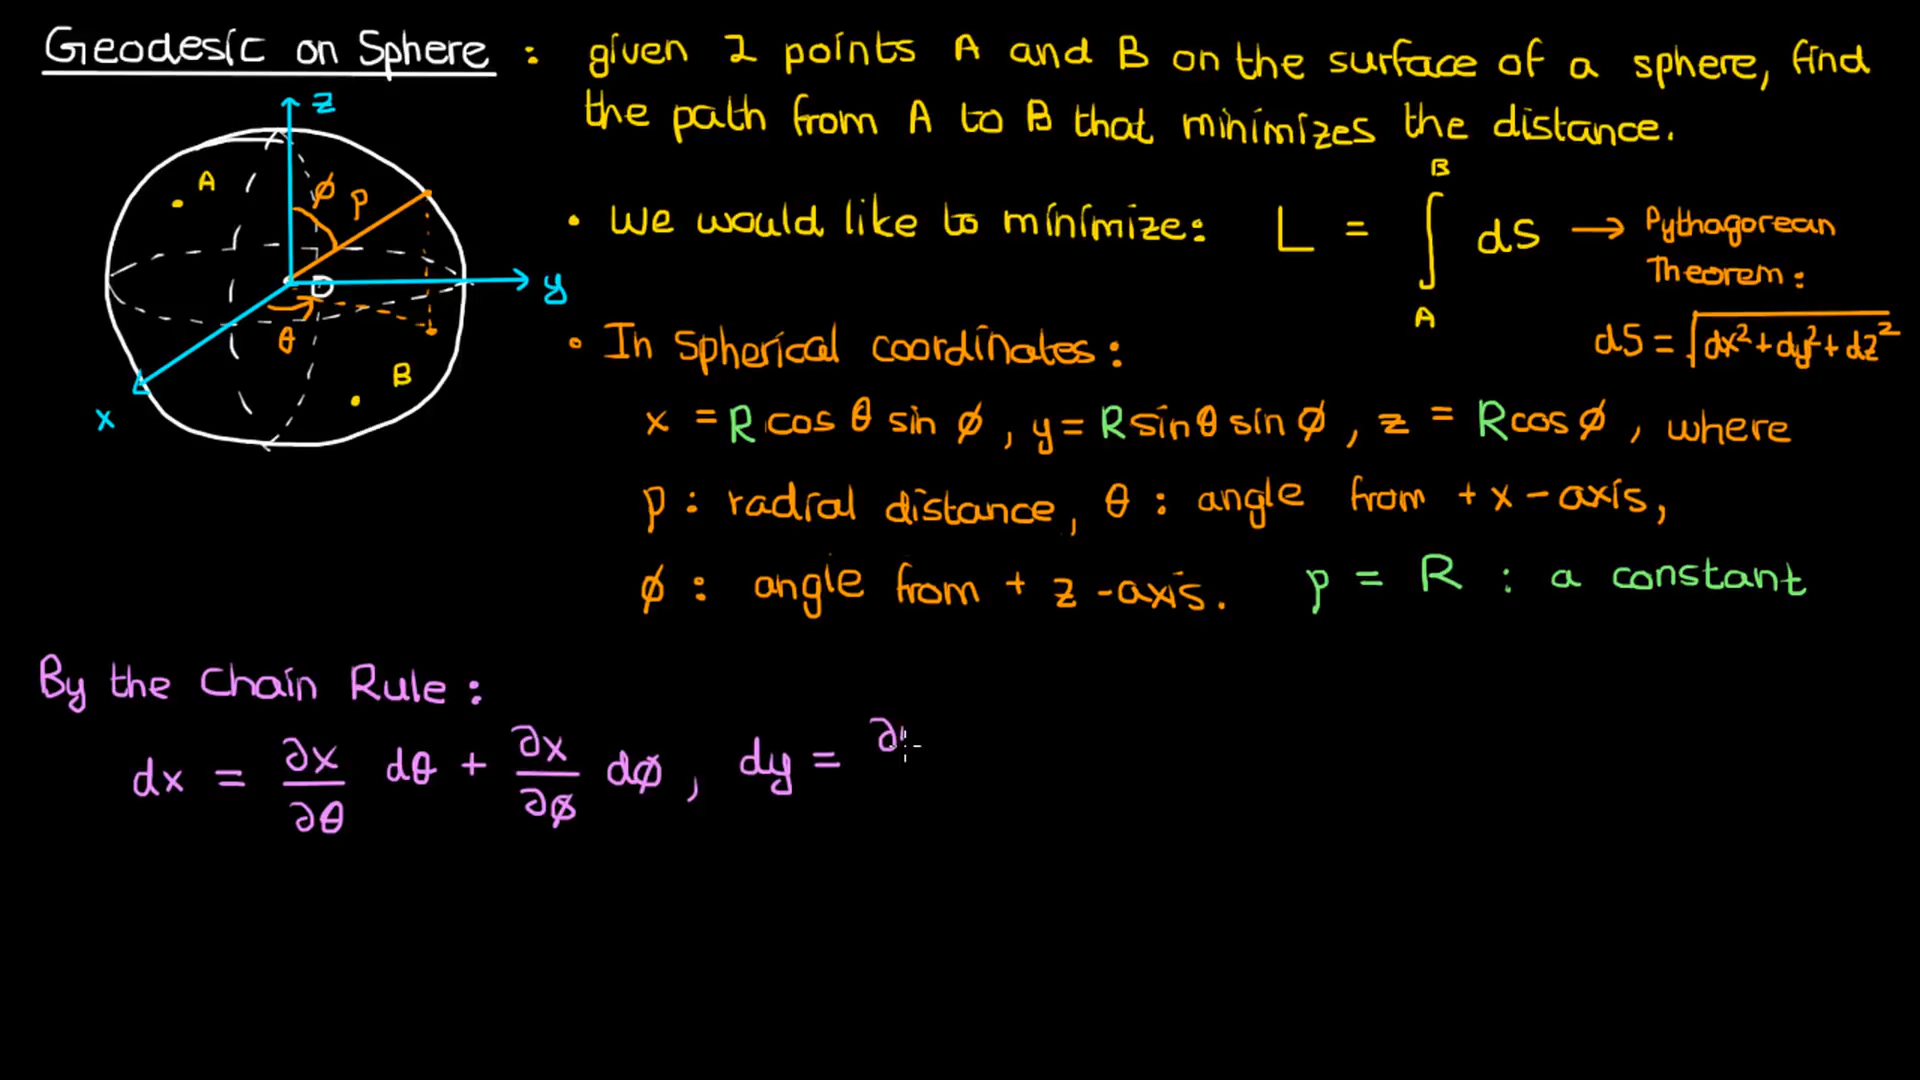 Geodesic on Sphere : given 2 points A and B on the surface of a sphere, find
the path from A to B that minimizes the distance.
z
A
ϕ
p
O
y
θ
B
x
• We would like to minimize: L = ∫_A^B dS → Pythagorean
Theorem:
dS = √(dx² + dy² + dz²)
• In spherical coordinates:
x = R cos θ sin ϕ, y = R sin θ sin ϕ, z = R cos ϕ, where
p : radial distance, θ : angle from + x - axis,
ϕ : angle from + z - axis. p = R : a constant
By the Chain Rule:
dx = ∂x/∂θ dθ + ∂x/∂ϕ dϕ, dy = ∂